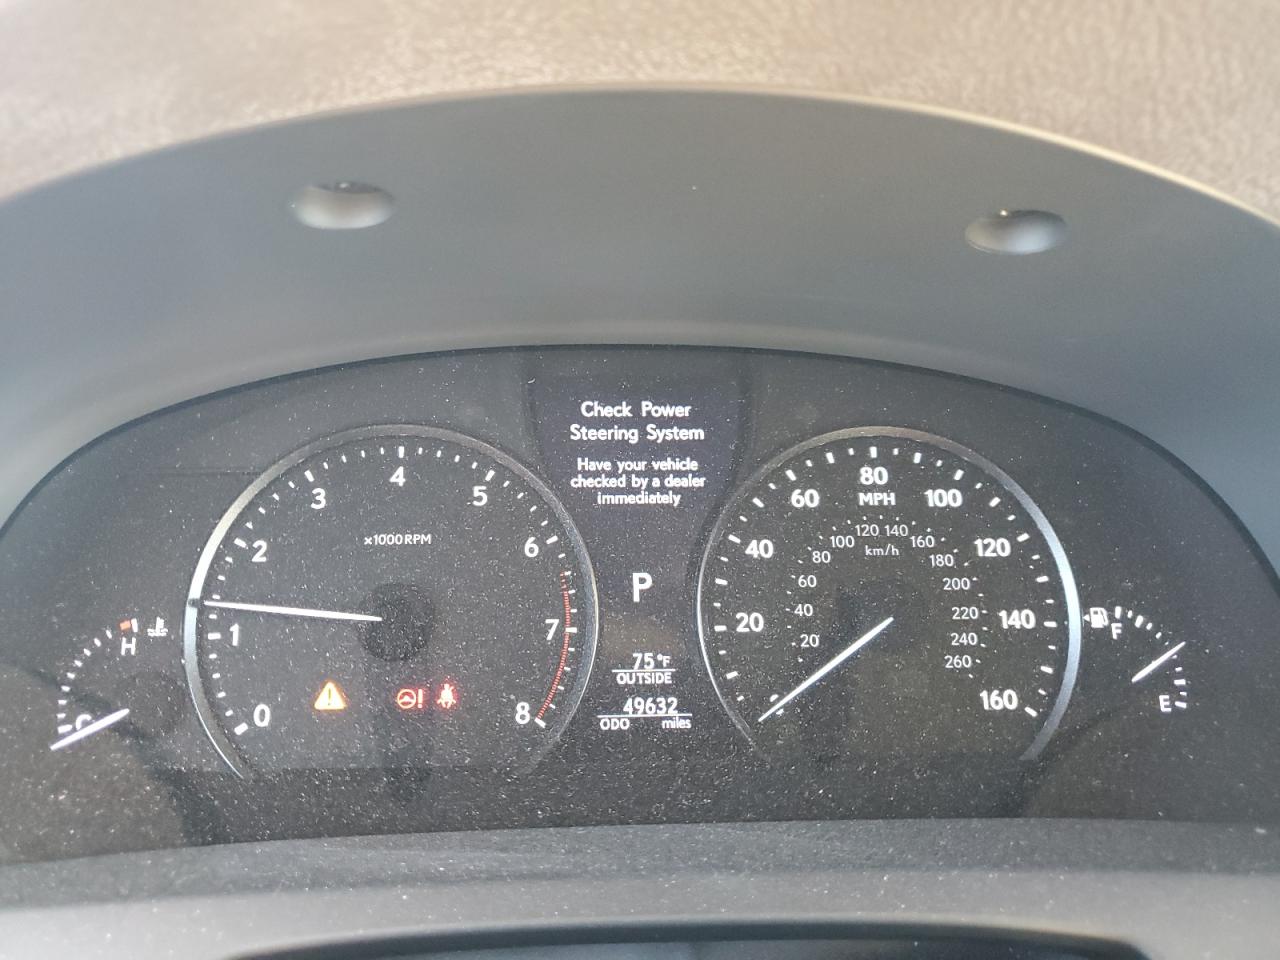 Check Power
Steering System
Have your vehicle
checked by a dealer
immediately
0
1
2
3
4
5
6
7
8
x1000RPM
H
C
P
75°F
OUTSIDE
49632
ODO miles
20
40
60
80
100
120
140
160
MPH
20
40
60
80
100
120
140
160
180
200
220
240
260
km/h
F
E